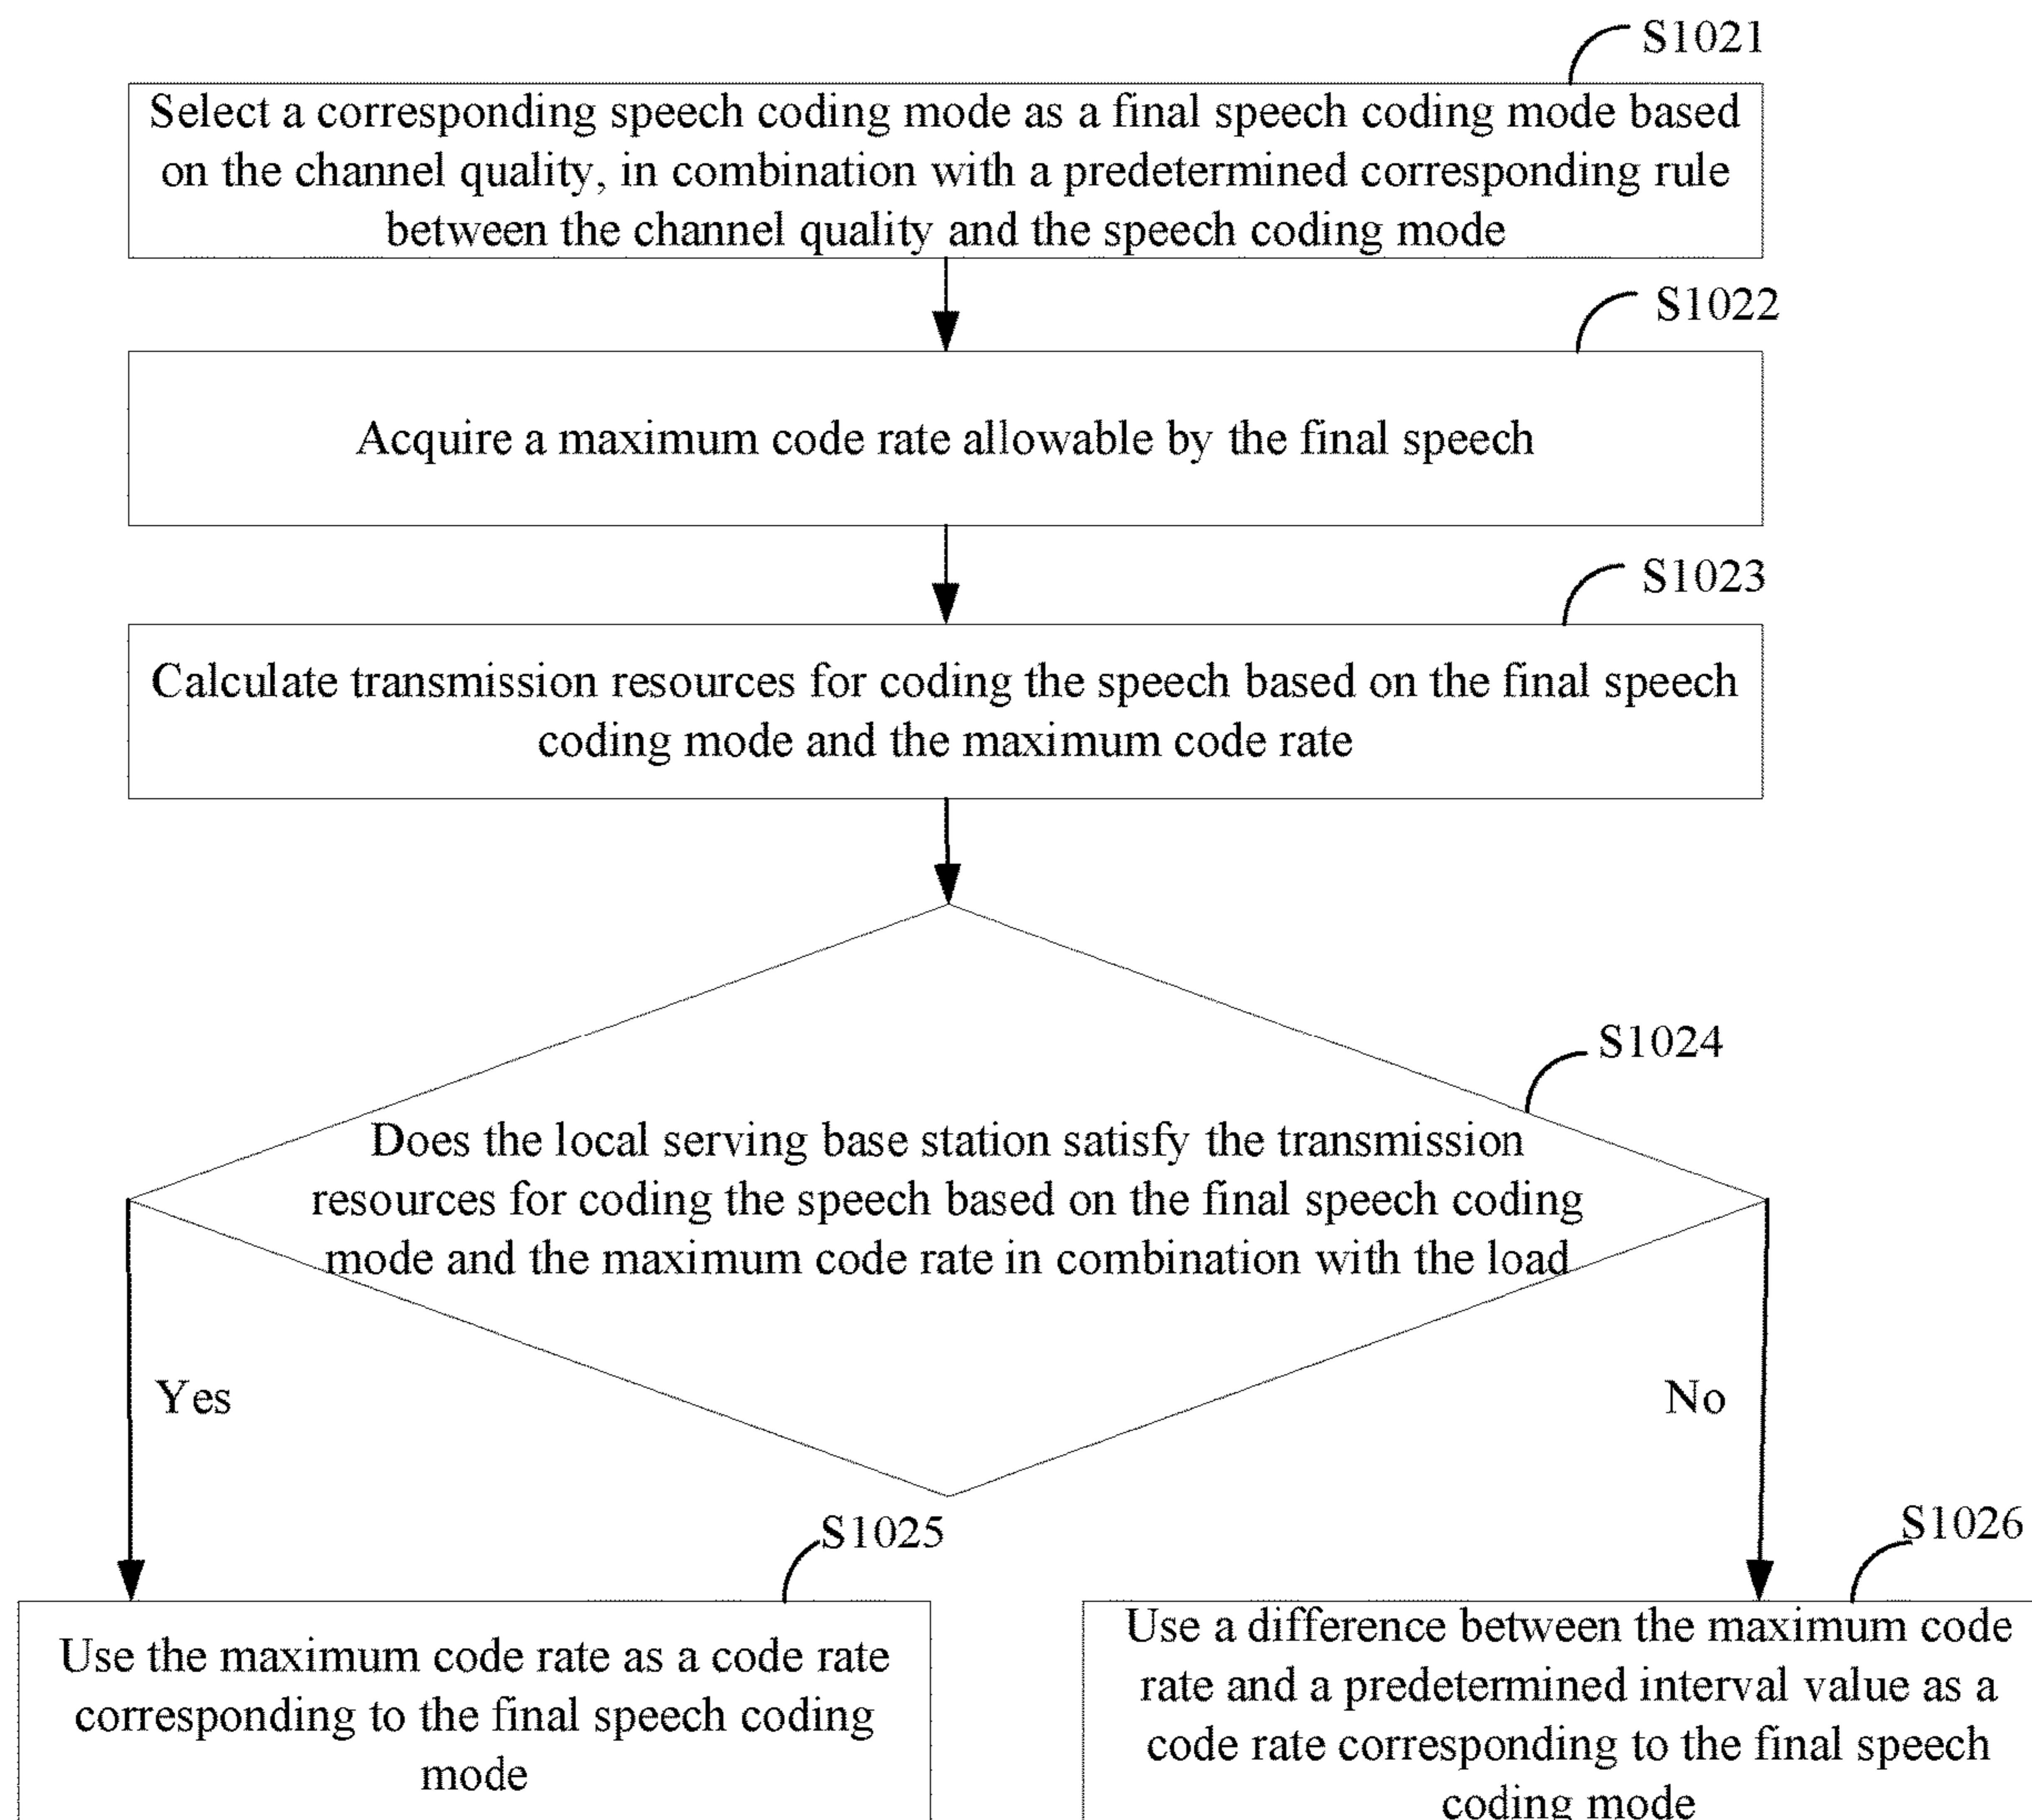 S1021
Select a corresponding speech coding mode as a final speech coding mode based
on the channel quality, in combination with a predetermined corresponding rule
between the channel quality and the speech coding mode
S1022
Acquire a maximum code rate allowable by the final speech
S1023
Calculate transmission resources for coding the speech based on the final speech
coding mode and the maximum code rate
S1024
Does the local serving base station satisfy the transmission
resources for coding the speech based on the final speech coding
mode and the maximum code rate in combination with the load
Yes
No
S1025
Use the maximum code rate as a code rate
corresponding to the final speech coding
mode
S1026
Use a difference between the maximum code
rate and a predetermined interval value as a
code rate corresponding to the final speech
coding mode